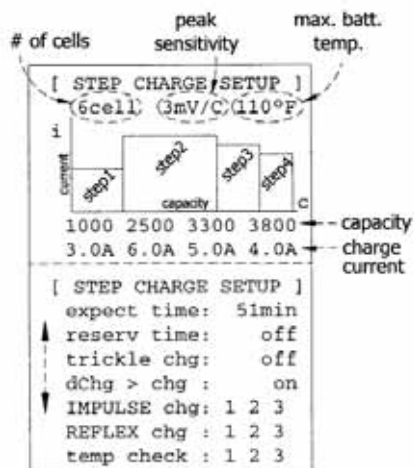 # of cells
peak sensitivity
max. batt. temp.
[ STEP CHARGE SETUP ]
6cell 3mV/C 110°F
i
current
step1
step2
step3
step4
capacity
C
1000 2500 3300 3800
capacity
3.0A 6.0A 5.0A 4.0A
charge current
[ STEP CHARGE SETUP ]
expect time: 51min
reserv time: off
trickle chg: off
dChg > chg : on
IMPULSE chg: 1 2 3
REFLEX chg : 1 2 3
temp check : 1 2 3